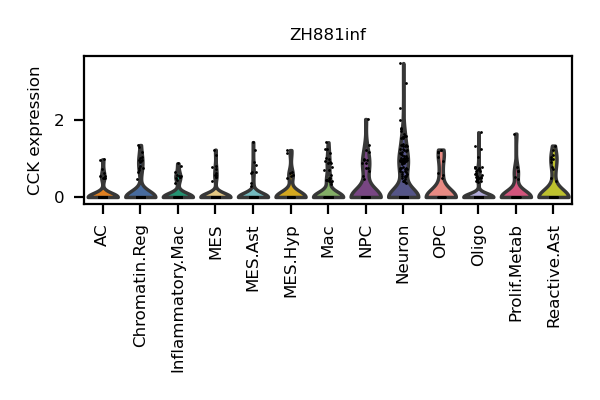 ZH881inf
CCK expression
2
0
AC
Chromatin.Reg
Inflammatory.Mac
MES
MES.Ast
MES.Hyp
Mac
NPC
Neuron
OPC
Oligo
Prolif.Metab
Reactive.Ast